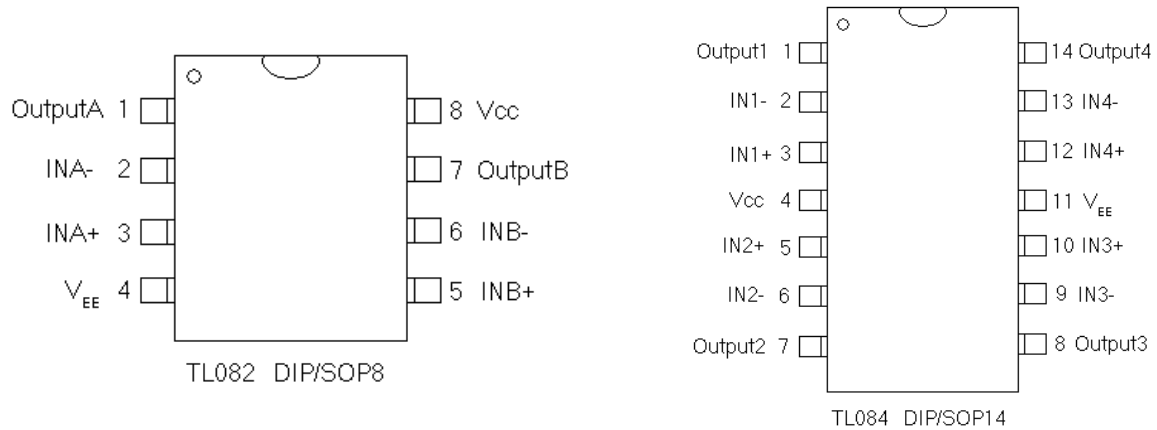 OutputA 1
INA- 2
INA+ 3
VEE 4
8 Vcc
7 OutputB
6 INB-
5 INB+
TL082 DIP/SOP8
Output1 1
IN1- 2
IN1+ 3
Vcc 4
IN2+ 5
IN2- 6
Output2 7
14 Output4
13 IN4-
12 IN4+
11 VEE
10 IN3+
9 IN3-
8 Output3
TL084 DIP/SOP14